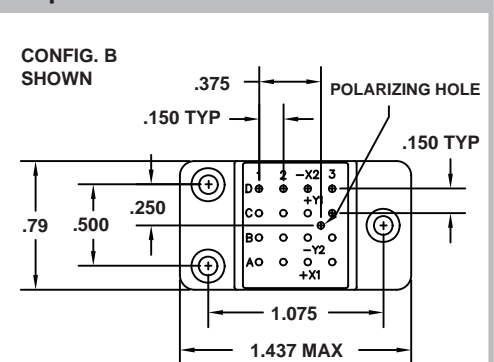 CONFIG. B
SHOWN
.375
POLARIZING HOLE
.150 TYP
.150 TYP
1 2 –X2 3
D
+Y1
C
.250
.79
.500
B
–Y2
A
+X1
1.075
1.437 MAX